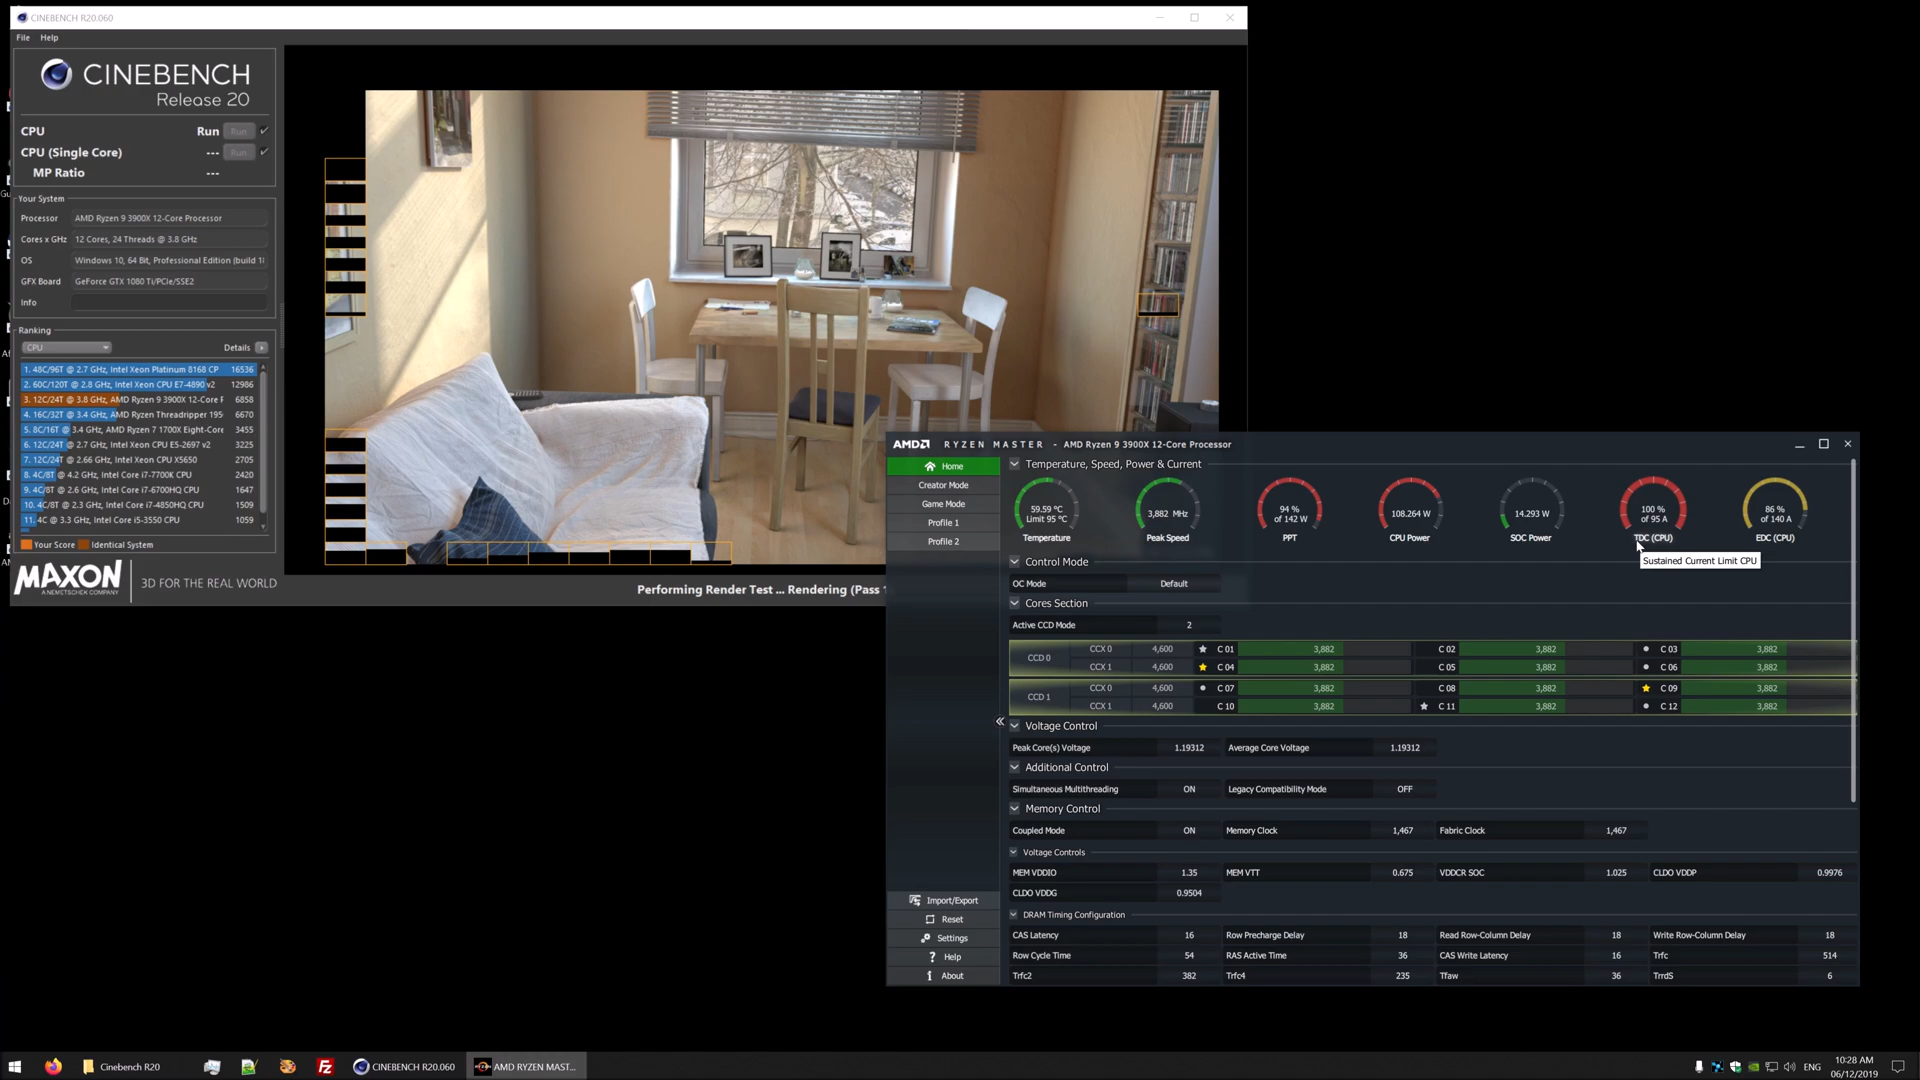 CINEBENCH R20.060
File Help
CINEBENCH
Release 20
CPU Run Run
CPU (Single Core) --- Run
MP Ratio ---
Your System
Processor AMD Ryzen 9 3900X 12-Core Processor
Cores x GHz 12 Cores, 24 Threads @ 3.8 GHz
OS Windows 10, 64 Bit, Professional Edition (build 18
GFX Board GeForce GTX 1080 Ti/PCIe/SSE2
Info
Ranking
CPU Details
1. 48C/96T @ 2.7 GHz, Intel Xeon Platinum 8168 CP 16536
2. 60C/120T @ 2.8 GHz, Intel Xeon CPU E7-4890 v2 12986
3. 12C/24T @ 3.8 GHz, AMD Ryzen 9 3900X 12-Core F 6858
4. 16C/32T @ 3.4 GHz, AMD Ryzen Threadripper 195 6670
5. 8C/16T @ 3.4 GHz, AMD Ryzen 7 1700X Eight-Core 3455
6. 12C/24T @ 2.7 GHz, Intel Xeon CPU E5-2697 v2 3225
7. 12C/24T @ 2.66 GHz, Intel Xeon CPU X5650 2705
8. 4C/8T @ 4.2 GHz, Intel Core i7-7700K CPU 2420
9. 4C/8T @ 2.6 GHz, Intel Core i7-6700HQ CPU 1647
10. 4C/8T @ 2.3 GHz, Intel Core i7-4850HQ CPU 1509
11. 4C @ 3.3 GHz, Intel Core i5-3550 CPU 1059
Your Score Identical System
MAXON
A NEMETSCHEK COMPANY
3D FOR THE REAL WORLD
Performing Render Test ... Rendering (Pass 1
AMD RYZEN MASTER - AMD Ryzen 9 3900X 12-Core Processor
Home
Creator Mode
Game Mode
Profile 1
Profile 2
Import/Export
Reset
Settings
Help
About
Temperature, Speed, Power & Current
59.59 ºC
Limit 95 ºC
Temperature
3,882 MHz
Peak Speed
94 %
of 142 W
PPT
108.264 W
CPU Power
14.293 W
SOC Power
100 %
of 95 A
TDC (CPU)
86 %
of 140 A
EDC (CPU)
Sustained Current Limit CPU
Control Mode
OC Mode Default
Cores Section
Active CCD Mode 2
CCD 0
CCX 0 4,600 C 01 3,882 C 02 3,882 C 03 3,882
CCX 1 4,600 C 04 3,882 C 05 3,882 C 06 3,882
CCD 1
CCX 0 4,600 C 07 3,882 C 08 3,882 C 09 3,882
CCX 1 4,600 C 10 3,882 C 11 3,882 C 12 3,882
Voltage Control
Peak Core(s) Voltage 1.19312 Average Core Voltage 1.19312
Additional Control
Simultaneous Multithreading ON Legacy Compatibility Mode OFF
Memory Control
Coupled Mode ON Memory Clock 1,467 Fabric Clock 1,467
Voltage Controls
MEM VDDIO 1.35 MEM VTT 0.675 VDDCR SOC 1.025 CLDO VDDP 0.9976
CLDO VDDG 0.9504
DRAM Timing Configuration
CAS Latency 16 Row Precharge Delay 18 Read Row-Column Delay 18 Write Row-Column Delay 18
Row Cycle Time 54 RAS Active Time 36 CAS Write Latency 16 Trfc 514
Trfc2 382 Trfc4 235 Tfaw 36 TrrdS 6
Cinebench R20 CINEBENCH R20.060 AMD RYZEN MAST... ENG 10:28 AM
06/12/2019